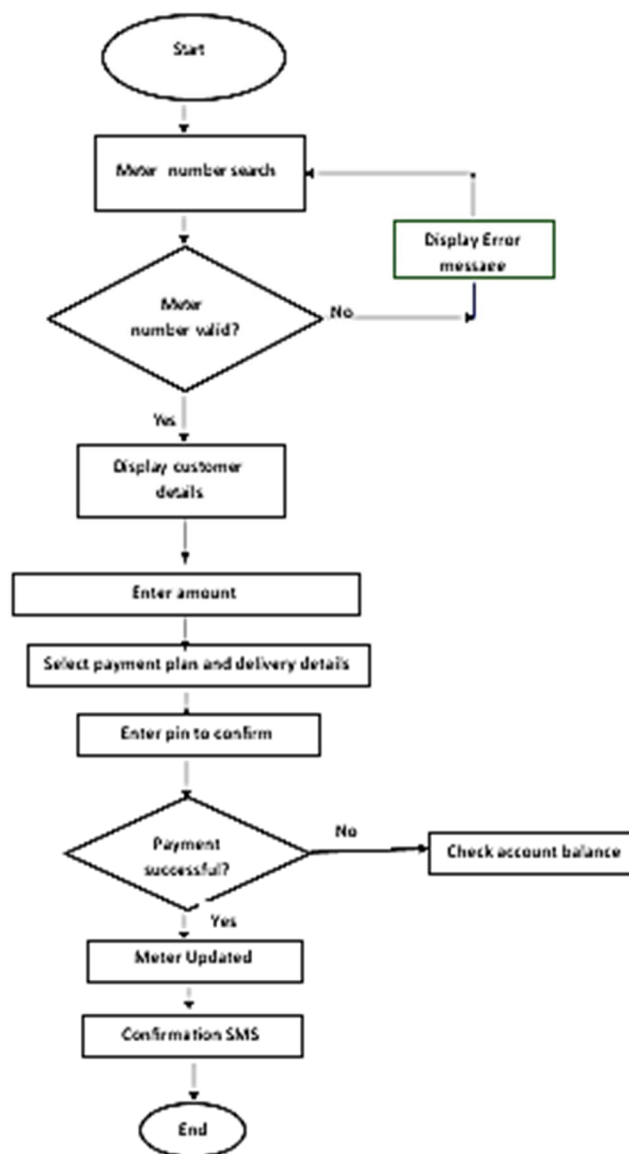 Start
Meter number search
Display Error
message
Meter
number valid?
No
Yes
Display customer
details
Enter amount
Select payment plan and delivery details
Enter pin to confirm
Payment
successful?
No
Check account balance
Yes
Meter Updated
Confirmation SMS
End